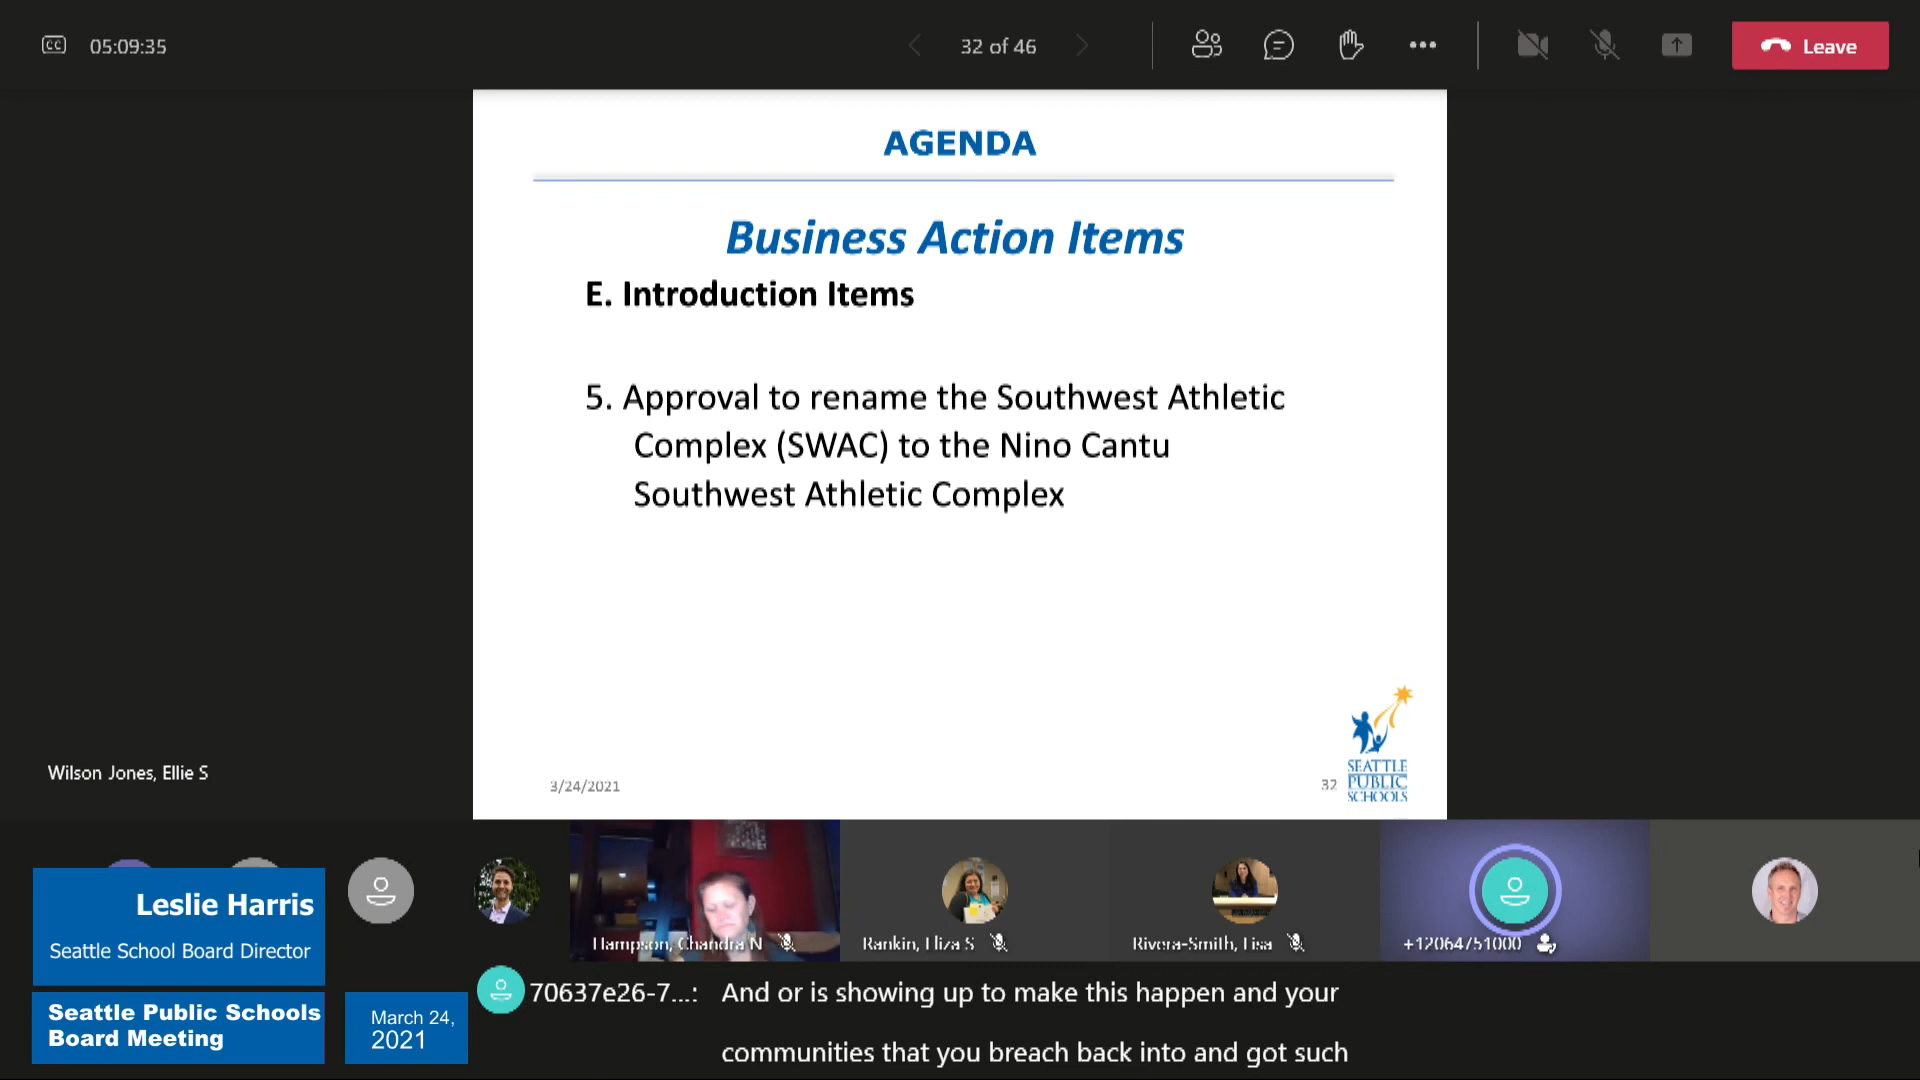 CC 05:09:35
32 of 46
Leave
AGENDA
Business Action Items
E. Introduction Items
5. Approval to rename the Southwest Athletic
Complex (SWAC) to the Nino Cantu
Southwest Athletic Complex
3/24/2021
32
SEATTLE
PUBLIC
SCHOOLS
Wilson Jones, Ellie S
Hampson, Chandra N
Rankin, Eliza S
Rivera-Smith, Lisa
+12064751000
Leslie Harris
Seattle School Board Director
Seattle Public Schools
Board Meeting
March 24,
2021
70637e26-7...: And or is showing up to make this happen and your
communities that you breach back into and got such